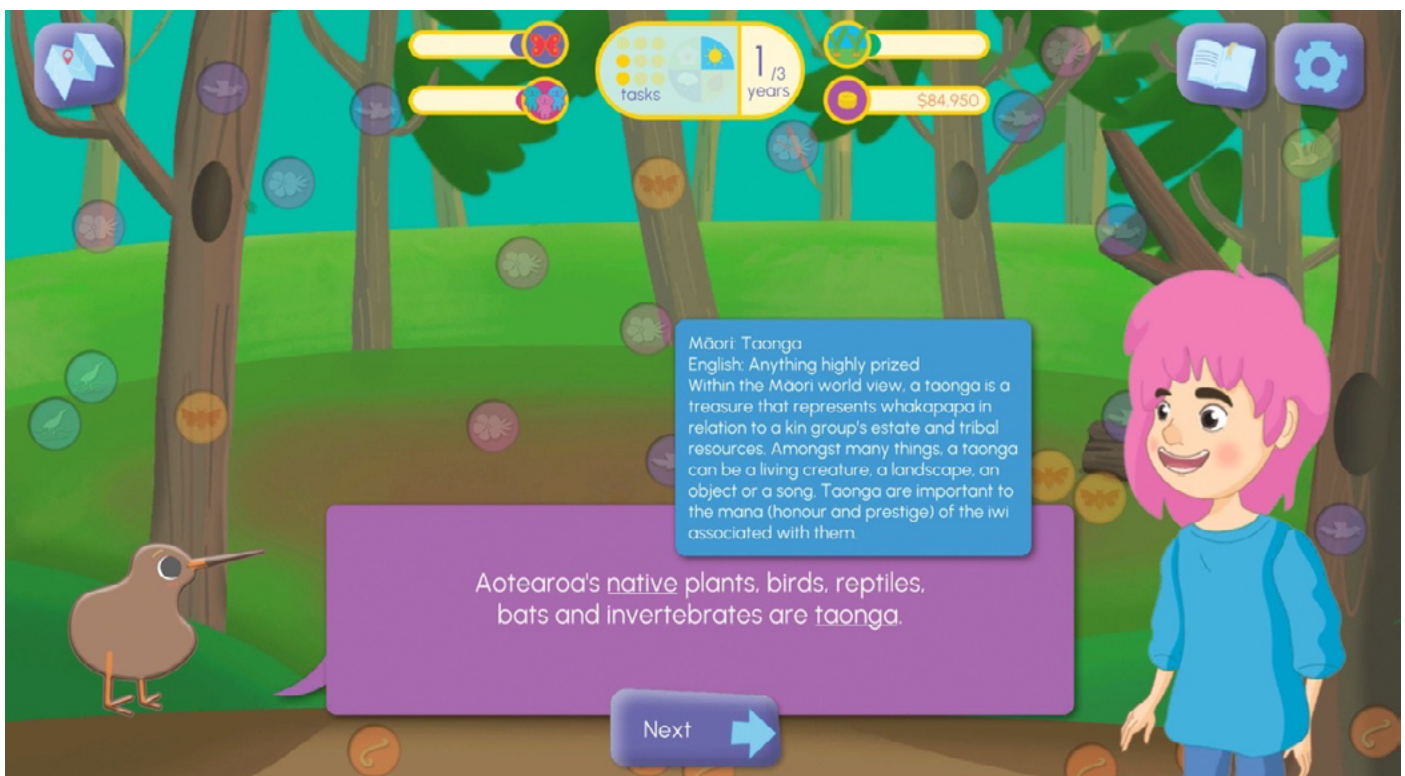 tasks
1/3
years
$84,950
Māori: Taonga
English: Anything highly prized
Within the Māori world view, a taonga is a
treasure that represents whakapapa in
relation to a kin group's estate and tribal
resources. Amongst many things, a taonga
can be a living creature, a landscape, an
object or a song. Taonga are important to
the mana (honour and prestige) of the iwi
associated with them.
Aotearoa's native plants, birds, reptiles,
bats and invertebrates are taonga.
Next